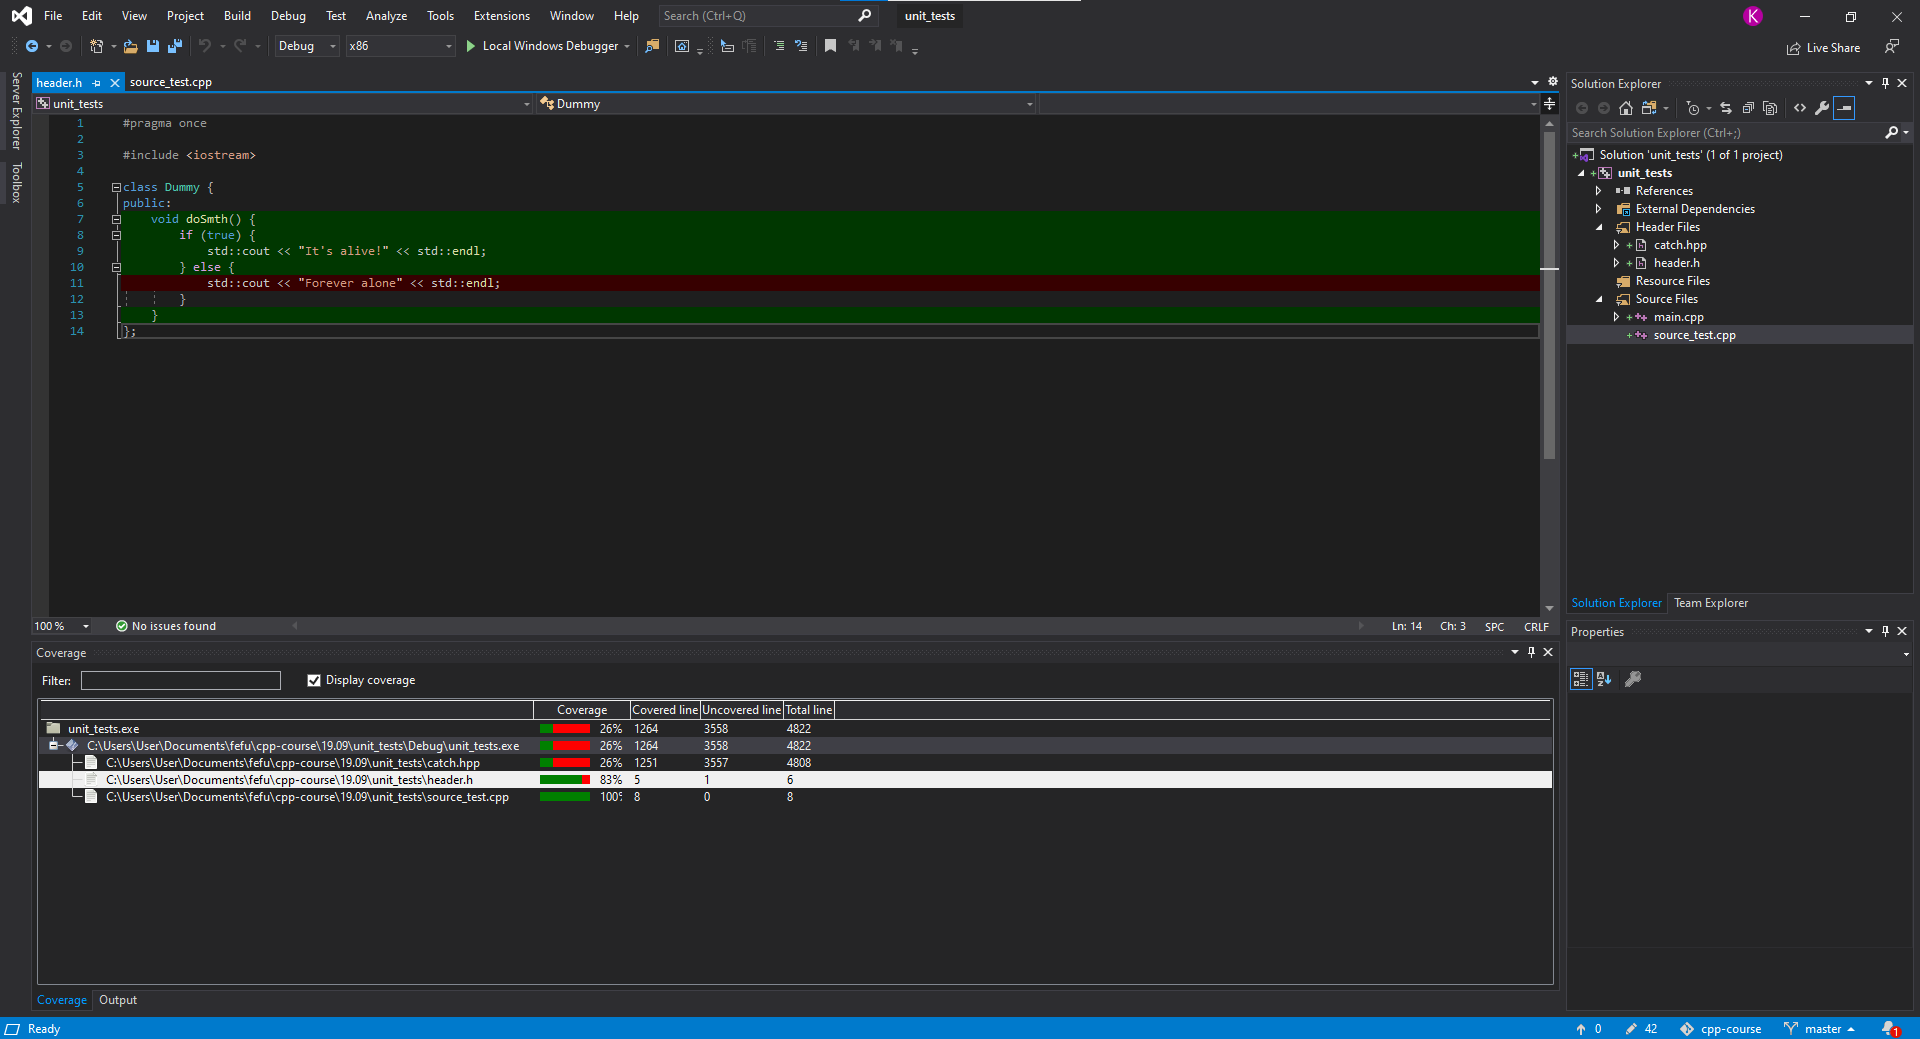 File Edit View Project Build Debug Test Analyze Tools Extensions Window Help Search (Ctrl+Q) unit_tests K
Debug x86 Local Windows Debugger Live Share
Server Explorer
Toolbox
header.h source_test.cpp
unit_tests Dummy
1 #pragma once
2
3 #include <iostream>
4
5 class Dummy {
6 public:
7 void doSmth() {
8 if (true) {
9 std::cout << "It's alive!" << std::endl;
10 } else {
11 std::cout << "Forever alone" << std::endl;
12 }
13 }
14 };
100 % No issues found Ln: 14 Ch: 3 SPC CRLF
Coverage
Filter: Display coverage
Coverage Covered line Uncovered line Total line
unit_tests.exe 26% 1264 3558 4822
C:\Users\User\Documents\fefu\cpp-course\19.09\unit_tests\Debug\unit_tests.exe 26% 1264 3558 4822
C:\Users\User\Documents\fefu\cpp-course\19.09\unit_tests\catch.hpp 26% 1251 3557 4808
C:\Users\User\Documents\fefu\cpp-course\19.09\unit_tests\header.h 83% 5 1 6
C:\Users\User\Documents\fefu\cpp-course\19.09\unit_tests\source_test.cpp 100% 8 0 8
Coverage Output
Solution Explorer
Search Solution Explorer (Ctrl+;)
Solution 'unit_tests' (1 of 1 project)
unit_tests
References
External Dependencies
Header Files
catch.hpp
header.h
Resource Files
Source Files
main.cpp
source_test.cpp
Solution Explorer Team Explorer
Properties
Ready 0 42 cpp-course master 1